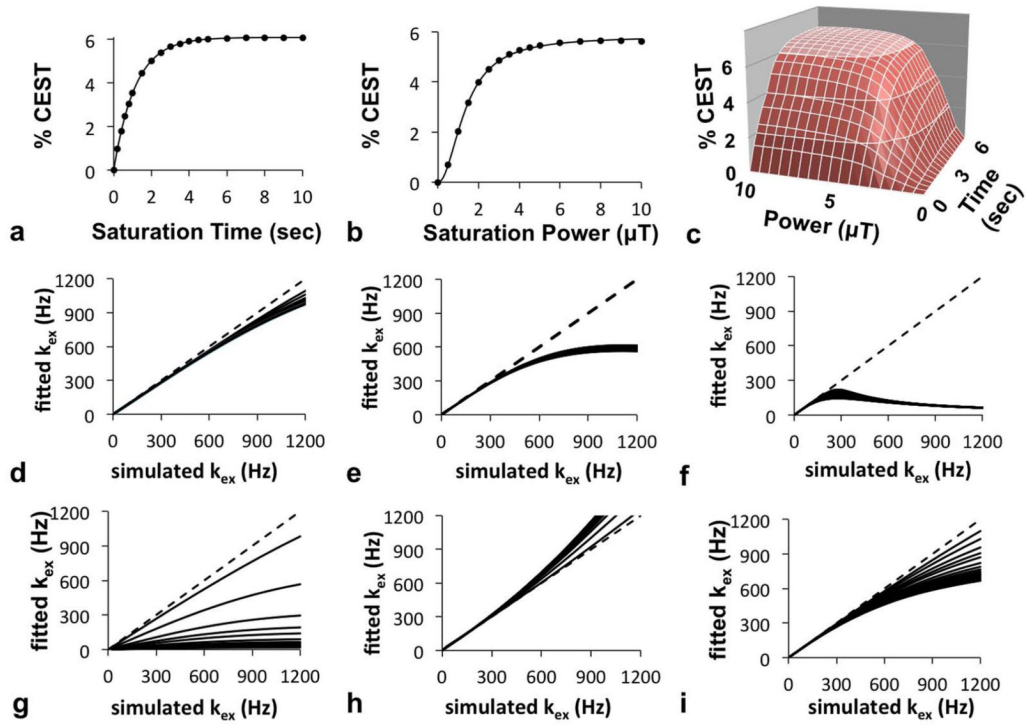 % CEST
6
4
2
0
0 2 4 6 8 10
a Saturation Time (sec)
% CEST
6
4
2
0
0 2 4 6 8 10
b Saturation Power (µT)
% CEST
6
4
2
0
10
5
0
Power (µT)
0
3
6
Time
(sec)
c
fitted kex (Hz)
1200
900
600
300
0
0 300 600 900 1200
d simulated kex (Hz)
fitted kex (Hz)
1200
900
600
300
0
0 300 600 900 1200
e simulated kex (Hz)
fitted kex (Hz)
1200
900
600
300
0
0 300 600 900 1200
f simulated kex (Hz)
fitted kex (Hz)
1200
900
600
300
0
0 300 600 900 1200
g simulated kex (Hz)
fitted kex (Hz)
1200
900
600
300
0
0 300 600 900 1200
h simulated kex (Hz)
fitted kex (Hz)
1200
900
600
300
0
0 300 600 900 1200
i simulated kex (Hz)